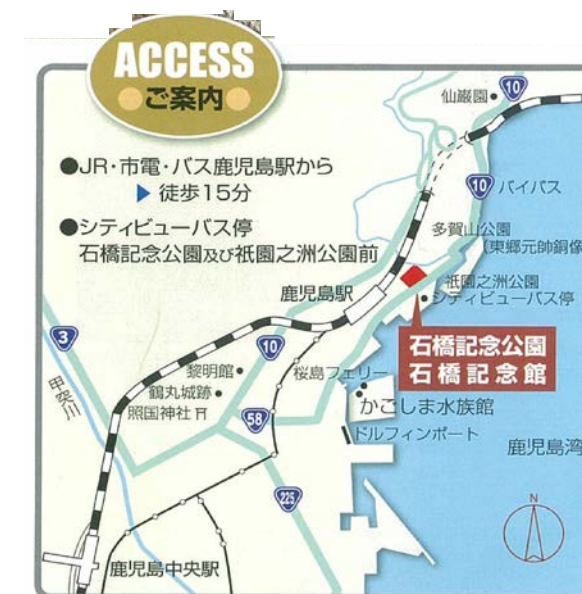 ACCESS
●ご案内●
●JR・市電・バス鹿児島駅から
▶ 徒歩15分
●シティビューバス停
石橋記念公園及び祇園之洲公園前
仙巌園
10
10 バイパス
多賀山公園
(東郷元帥銅像
祇園之洲公園
シティビューバス停
鹿児島駅
石橋記念公園
石橋記念館
3
10
甲突川
黎明館
鶴丸城跡
照国神社
桜島フェリー
かごしま水族館
58
ドルフィンポート
鹿児島湾
225
N
鹿児島中央駅